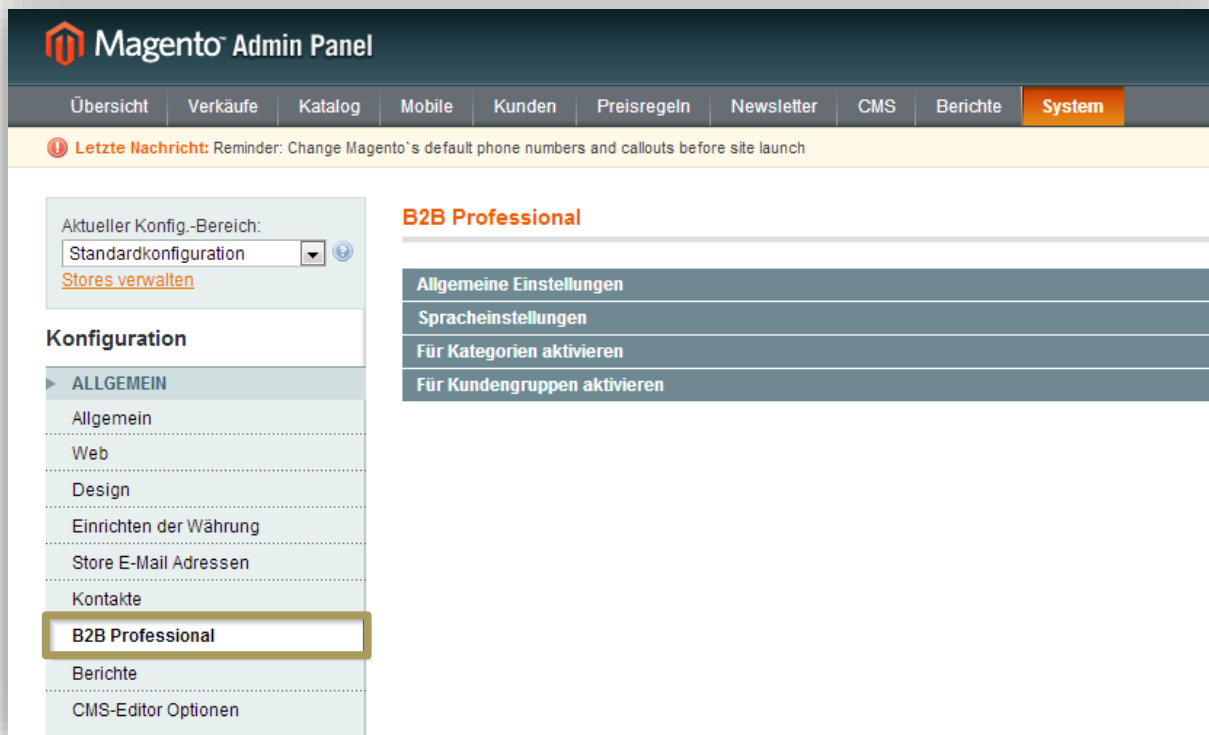 Magento™ Admin Panel
Übersicht Verkäufe Katalog Mobile Kunden Preisregeln Newsletter CMS Berichte System
Letzte Nachricht: Reminder: Change Magento`s default phone numbers and callouts before site launch
Aktueller Konfig.-Bereich:
Standardkonfiguration
Stores verwalten
Konfiguration
ALLGEMEIN
Allgemein
Web
Design
Einrichten der Währung
Store E-Mail Adressen
Kontakte
B2B Professional
Berichte
CMS-Editor Optionen
B2B Professional
Allgemeine Einstellungen
Spracheinstellungen
Für Kategorien aktivieren
Für Kundengruppen aktivieren